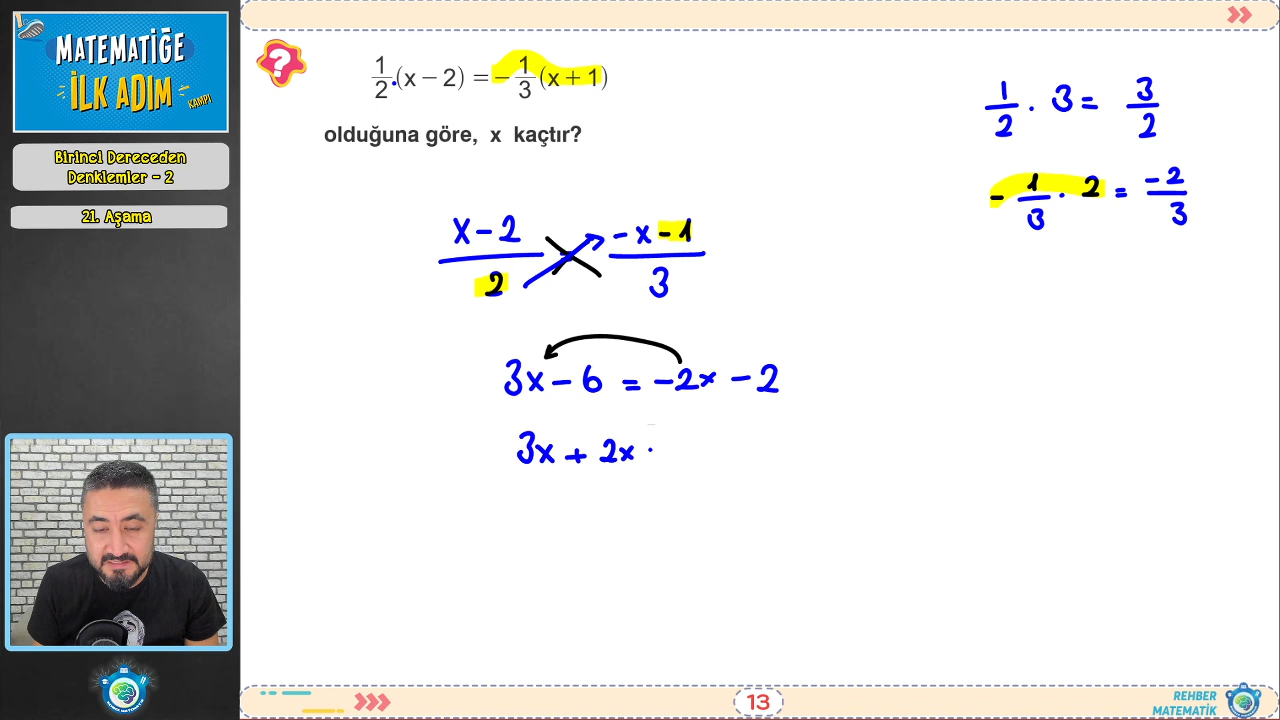 MATEMATİĞE
İLK ADIM
KAMPI
Birinci Dereceden
Denklemler - 2
21. Aşama
?
1/2.(x − 2) = −1/3(x + 1)
olduğuna göre, x kaçtır?
1/2 . 3 = 3/2
-1/3 . 2 = -2/3
x-2/2 -x-1/3
3x - 6 = -2x - 2
3x + 2x
13
REHBER
MATEMATİK
REHBER MATEMATİK